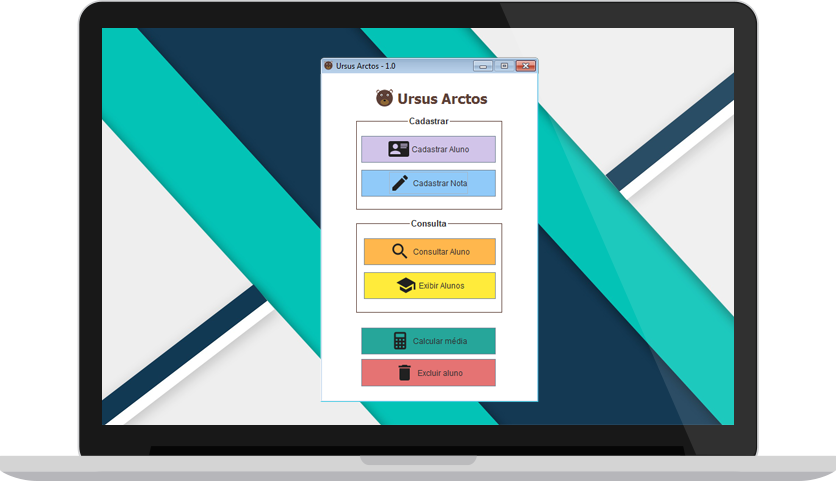 Ursus Arctos - 1.0
Ursus Arctos
Cadastrar
Cadastrar Aluno
Cadastrar Nota
Consulta
Consultar Aluno
Exibir Alunos
Calcular média
Excluir aluno